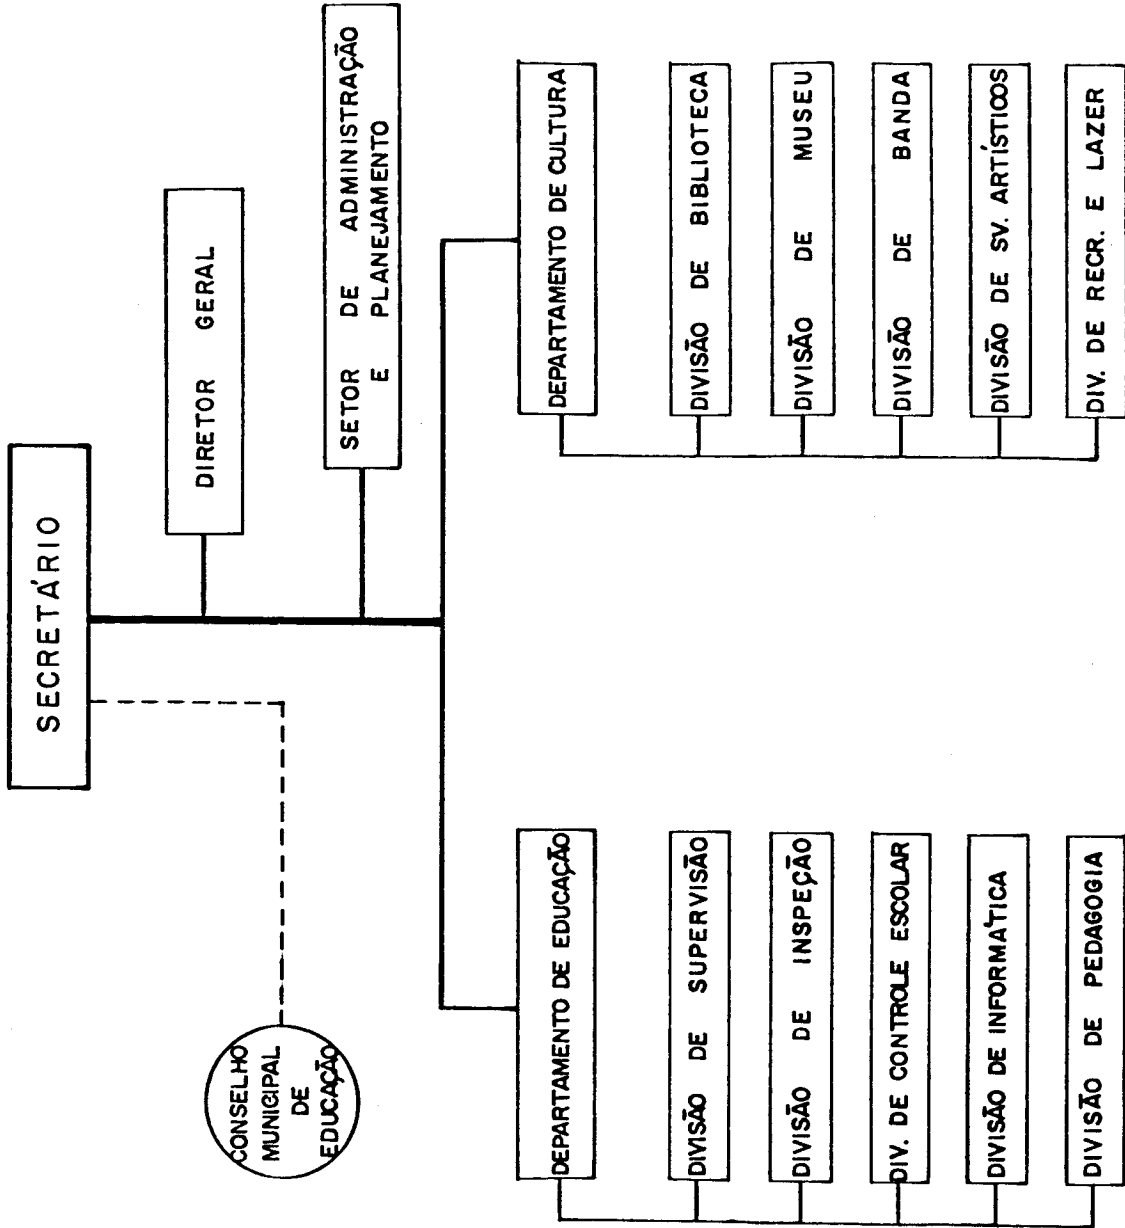 SECRETÁRIO
CONSELHO
MUNICIPAL
DE
EDUCAÇÃO
DIRETOR GERAL
SETOR DE ADMINISTRAÇÃO
E PLANEJAMENTO
DEPARTAMENTO DE EDUCAÇÃO
DIVISÃO DE SUPERVISÃO
DIVISÃO DE INSPEÇÃO
DIV. DE CONTROLE ESCOLAR
DIVISÃO DE INFORMÁTICA
DIVISÃO DE PEDAGOGIA
DEPARTAMENTO DE CULTURA
DIVISÃO DE BIBLIOTECA
DIVISÃO DE MUSEU
DIVISÃO DE BANDA
DIVISÃO DE SV. ARTÍSTICOS
DIV. DE RECR. E LAZER